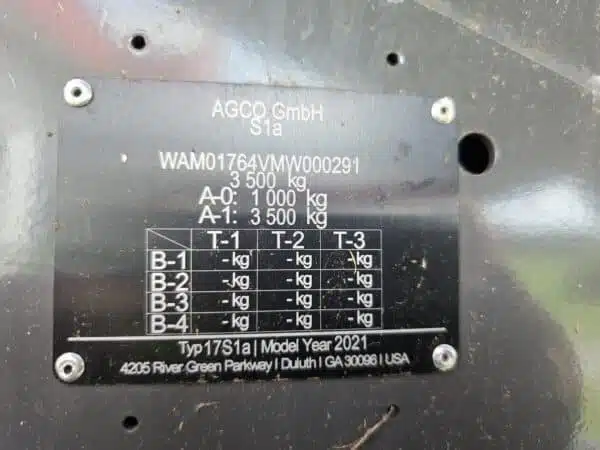 AGCO GmbH
S1a
WAM01764VMW000291
3 500 kg
A-0: 1 000 kg
A-1: 3 500 kg
T-1 T-2 T-3
B-1 -kg -kg -kg
B-2 -kg -kg -kg
B-3 -kg -kg -kg
B-4 -kg -kg -kg
Typ 17S1a | Model Year 2021
4205 River Green Parkway | Duluth | GA 30096 | USA